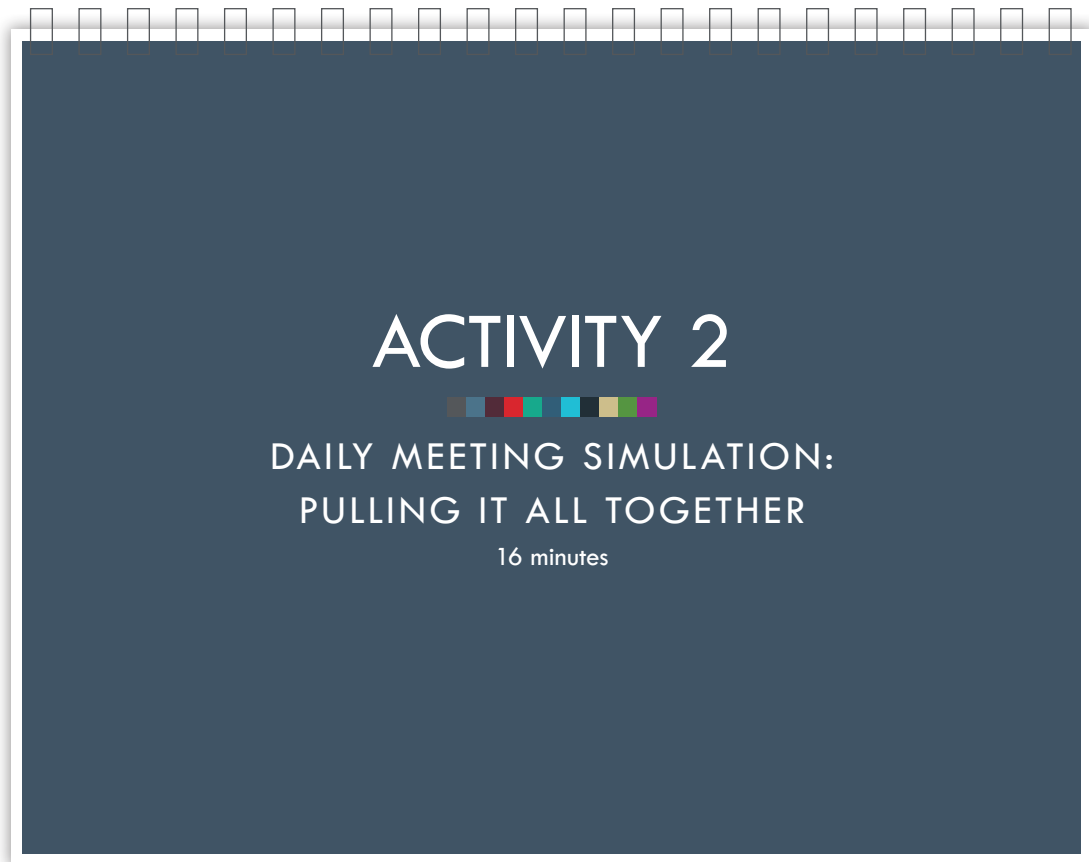 ACTIVITY 2
DAILY MEETING SIMULATION:
PULLING IT ALL TOGETHER
16 minutes